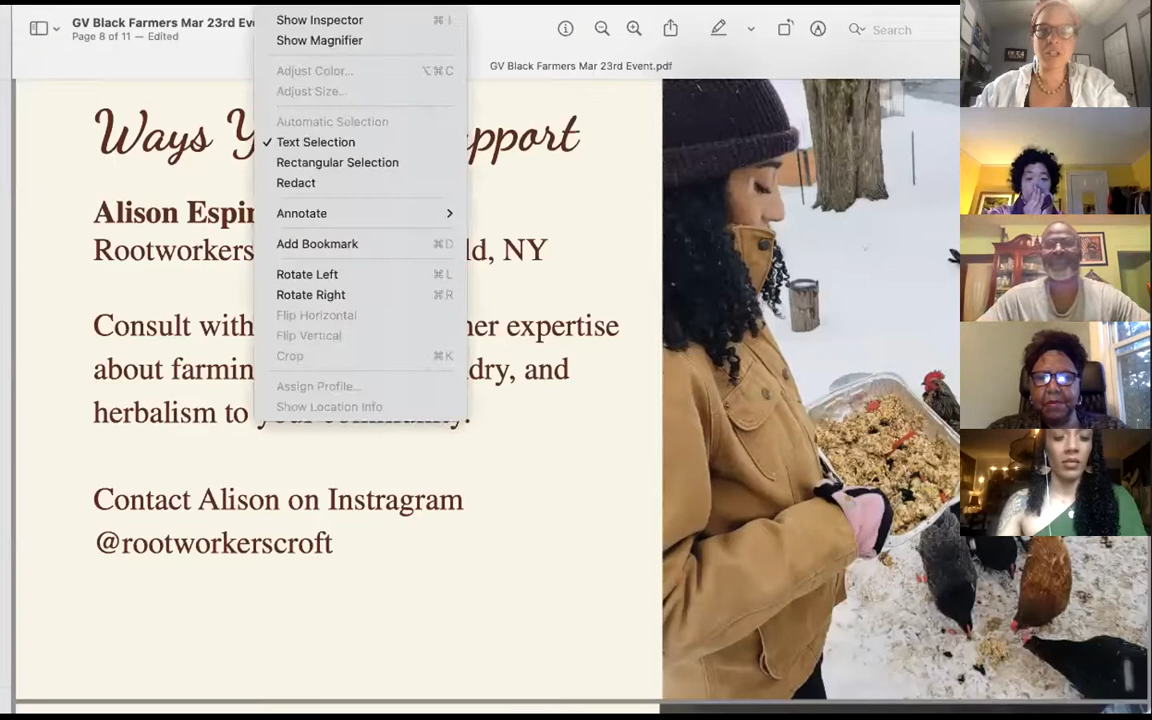 GV Black Farmers Mar 23rd Eve
Page 8 of 11 — Edited
Search
GV Black Farmers Mar 23rd Event.pdf
Show Inspector ⌘ I
Show Magnifier
Adjust Color... ⌥⌘C
Adjust Size...
Automatic Selection
✓ Text Selection
Rectangular Selection
Redact
Annotate >
Add Bookmark ⌘D
Rotate Left ⌘L
Rotate Right ⌘R
Flip Horizontal
Flip Vertical
Crop ⌘K
Assign Profile...
Show Location Info
Ways Y pport
Alison Espin
Rootworkers ld, NY
Consult with her expertise
about farmin dry, and
herbalism to your community.
Contact Alison on Instragram
@rootworkerscroft